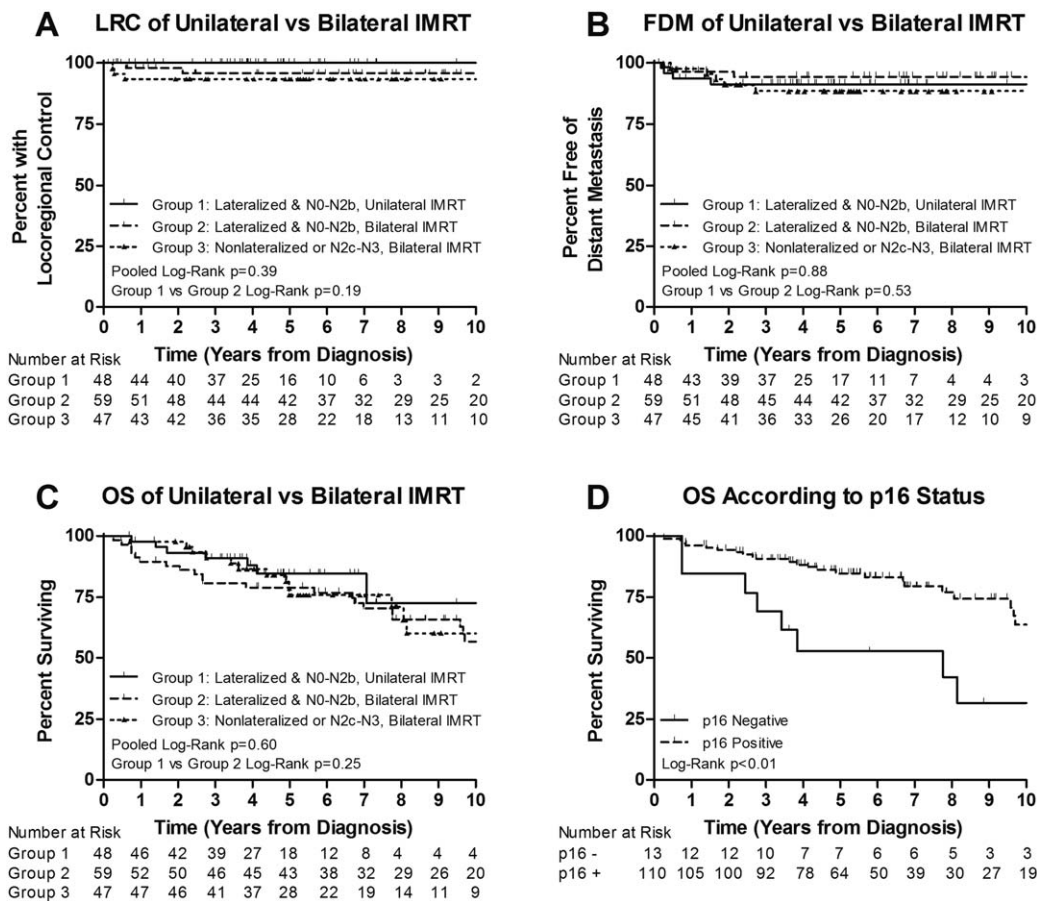 A LRC of Unilateral vs Bilateral IMRT
Percent with
Locoregional Control
100
75
50
25
0
Group 1: Lateralized & N0-N2b, Unilateral IMRT
Group 2: Lateralized & N0-N2b, Bilateral IMRT
Group 3: Nonlateralized or N2c-N3, Bilateral IMRT
Pooled Log-Rank p=0.39
Group 1 vs Group 2 Log-Rank p=0.19
0 1 2 3 4 5 6 7 8 9 10
Number at Risk Time (Years from Diagnosis)
Group 1 48 44 40 37 25 16 10 6 3 3 2
Group 2 59 51 48 44 44 42 37 32 29 25 20
Group 3 47 43 42 36 35 28 22 18 13 11 10
B FDM of Unilateral vs Bilateral IMRT
Percent Free of
Distant Metastasis
100
75
50
25
0
Group 1: Lateralized & N0-N2b, Unilateral IMRT
Group 2: Lateralized & N0-N2b, Bilateral IMRT
Group 3: Nonlateralized or N2c-N3, Bilateral IMRT
Pooled Log-Rank p=0.88
Group 1 vs Group 2 Log-Rank p=0.53
0 1 2 3 4 5 6 7 8 9 10
Number at Risk Time (Years from Diagnosis)
Group 1 48 43 39 37 25 17 11 7 4 4 3
Group 2 59 51 48 45 44 42 37 32 29 25 20
Group 3 47 45 41 36 33 26 20 17 12 10 9
C OS of Unilateral vs Bilateral IMRT
Percent Surviving
100
75
50
25
0
Group 1: Lateralized & N0-N2b, Unilateral IMRT
Group 2: Lateralized & N0-N2b, Bilateral IMRT
Group 3: Nonlateralized or N2c-N3, Bilateral IMRT
Pooled Log-Rank p=0.60
Group 1 vs Group 2 Log-Rank p=0.25
0 1 2 3 4 5 6 7 8 9 10
Number at Risk Time (Years from Diagnosis)
Group 1 48 46 42 39 27 18 12 8 4 4 4
Group 2 59 52 50 46 45 43 38 32 29 26 20
Group 3 47 47 46 41 37 28 22 19 14 11 9
D OS According to p16 Status
Percent Surviving
100
75
50
25
0
p16 Negative
p16 Positive
Log-Rank p<0.01
0 1 2 3 4 5 6 7 8 9 10
Number at Risk Time (Years from Diagnosis)
p16 - 13 12 12 10 7 7 6 6 5 3 3
p16 + 110 105 100 92 78 64 50 39 30 27 19